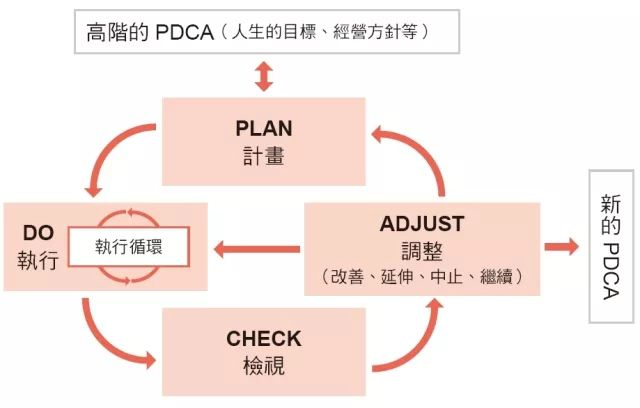 高階的 PDCA（人生的目標、經營方針等）
PLAN
計畫
DO
執行
執行循環
ADJUST
調整
（改善、延伸、中止、繼續）
新的 PDCA
CHECK
檢視